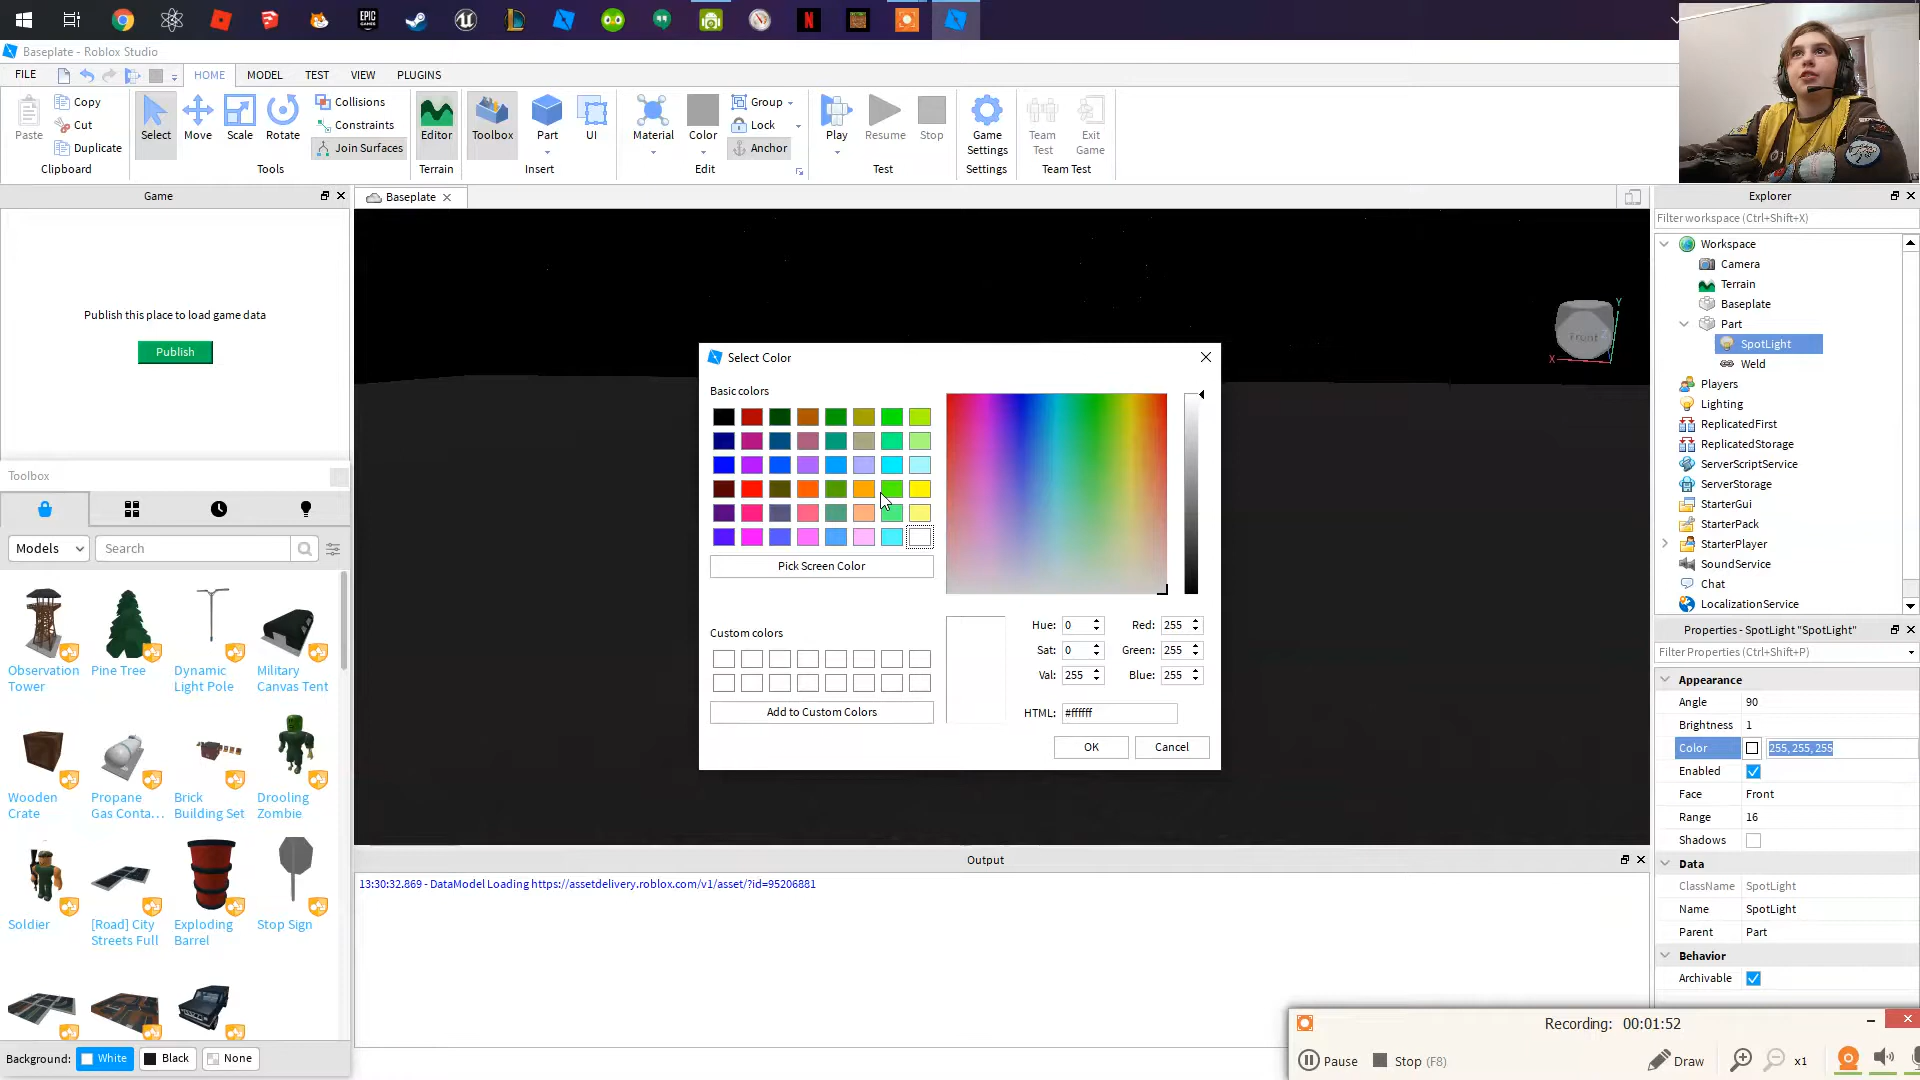 Baseplate - Roblox Studio
FILE
HOME
MODEL
TEST
VIEW
PLUGINS
Paste
Copy
Cut
Duplicate
Clipboard
Select
Move
Scale
Rotate
Collisions
Constraints
Join Surfaces
Tools
Editor
Terrain
Toolbox
Part
UI
Insert
Material
Color
Group
Lock
Anchor
Edit
Play
Resume
Stop
Test
Game Settings
Settings
Team Test
Exit Game
Team Test
Game
Publish this place to load game data
Publish
Baseplate
Explorer
Filter workspace (Ctrl+Shift+X)
Workspace
Camera
Terrain
Baseplate
Part
SpotLight
Weld
Players
Lighting
ReplicatedFirst
ReplicatedStorage
ServerScriptService
ServerStorage
StarterGui
StarterPack
StarterPlayer
SoundService
Chat
LocalizationService
Front
X
Y
Z
EPIC GAMES
N
Select Color
Basic colors
Pick Screen Color
Custom colors
Add to Custom Colors
Hue: 0
Red: 255
Sat: 0
Green: 255
Val: 255
Blue: 255
HTML: #ffffff
OK
Cancel
Toolbox
Models
Search
Observation Tower
Pine Tree
Dynamic Light Pole
Military Canvas Tent
Wooden Crate
Propane Gas Conta...
Brick Building Set
Drooling Zombie
Soldier
[Road] City Streets Full
Exploding Barrel
Stop Sign
Background:
White
Black
None
Output
13:30:32.869 - DataModel Loading https://assetdelivery.roblox.com/v1/asset/?id=95206881
Properties - SpotLight "SpotLight"
Filter Properties (Ctrl+Shift+P)
Appearance
Angle 90
Brightness 1
Color 255, 255, 255
Enabled
Face Front
Range 16
Shadows
Data
ClassName SpotLight
Name SpotLight
Parent Part
Behavior
Archivable
Recording: 00:01:52
Pause
Stop (F8)
Draw
x1